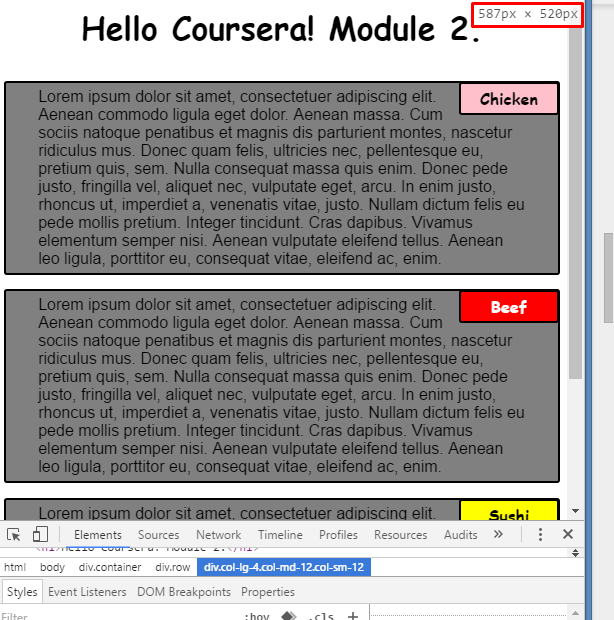 587px × 520px
Hello Coursera! Module 2.
Chicken
Lorem ipsum dolor sit amet, consectetuer adipiscing elit.
Aenean commodo ligula eget dolor. Aenean massa. Cum
sociis natoque penatibus et magnis dis parturient montes, nascetur
ridiculus mus. Donec quam felis, ultricies nec, pellentesque eu,
pretium quis, sem. Nulla consequat massa quis enim. Donec pede
justo, fringilla vel, aliquet nec, vulputate eget, arcu. In enim justo,
rhoncus ut, imperdiet a, venenatis vitae, justo. Nullam dictum felis eu
pede mollis pretium. Integer tincidunt. Cras dapibus. Vivamus
elementum semper nisi. Aenean vulputate eleifend tellus. Aenean
leo ligula, porttitor eu, consequat vitae, eleifend ac, enim.
Beef
Lorem ipsum dolor sit amet, consectetuer adipiscing elit.
Aenean commodo ligula eget dolor. Aenean massa. Cum
sociis natoque penatibus et magnis dis parturient montes, nascetur
ridiculus mus. Donec quam felis, ultricies nec, pellentesque eu,
pretium quis, sem. Nulla consequat massa quis enim. Donec pede
justo, fringilla vel, aliquet nec, vulputate eget, arcu. In enim justo,
rhoncus ut, imperdiet a, venenatis vitae, justo. Nullam dictum felis eu
pede mollis pretium. Integer tincidunt. Cras dapibus. Vivamus
elementum semper nisi. Aenean vulputate eleifend tellus. Aenean
leo ligula, porttitor eu, consequat vitae, eleifend ac, enim.
Sushi
Lorem ipsum dolor sit amet, consectetuer adipiscing elit.
Elements Sources Network Timeline Profiles Resources Audits »
<h1>Hello Coursera! Module 2.</h1>
html body div.container div.row div.col-lg-4.col-md-12.col-sm-12
Styles Event Listeners DOM Breakpoints Properties
Filter :hov .cls +